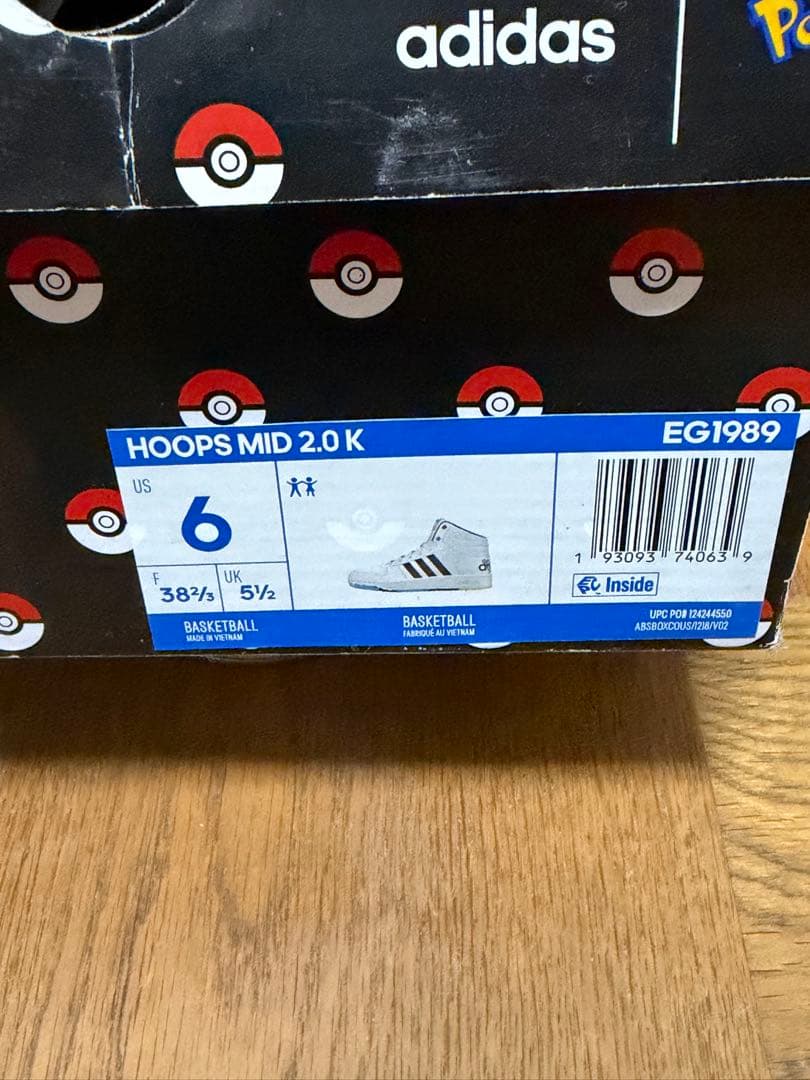 adidas
HOOPS MID 2.0 K
EG1989
US
6
F
38⅔
UK
5½
1 93093 74063 9
Inside
BASKETBALL
MADE IN VIETNAM
BASKETBALL
FABRIQUÉ AU VIETNAM
UPC PO# 124244550
ABSBOXCOUS/1218/V02